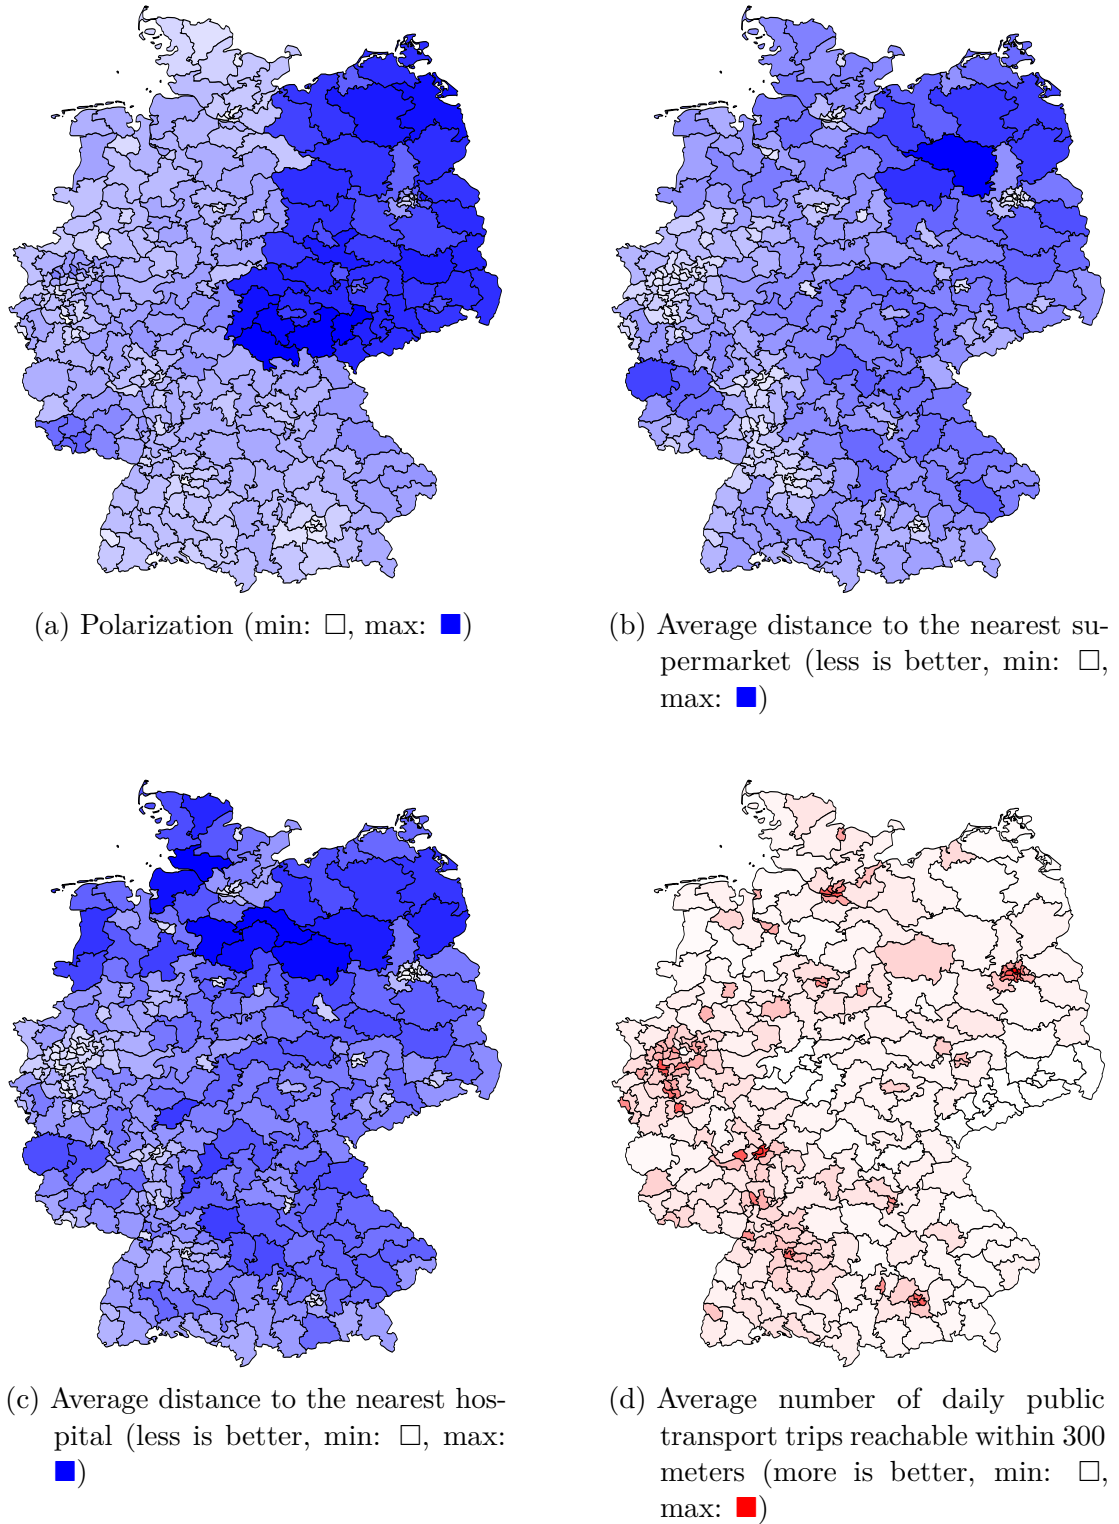 (a) Polarization (min: □, max: ■)
(b) Average distance to the nearest su-
permarket (less is better, min: □,
max: ■)
(c) Average distance to the nearest hos-
pital (less is better, min: □, max:
■)
(d) Average number of daily public
transport trips reachable within 300
meters (more is better, min: □,
max: ■)